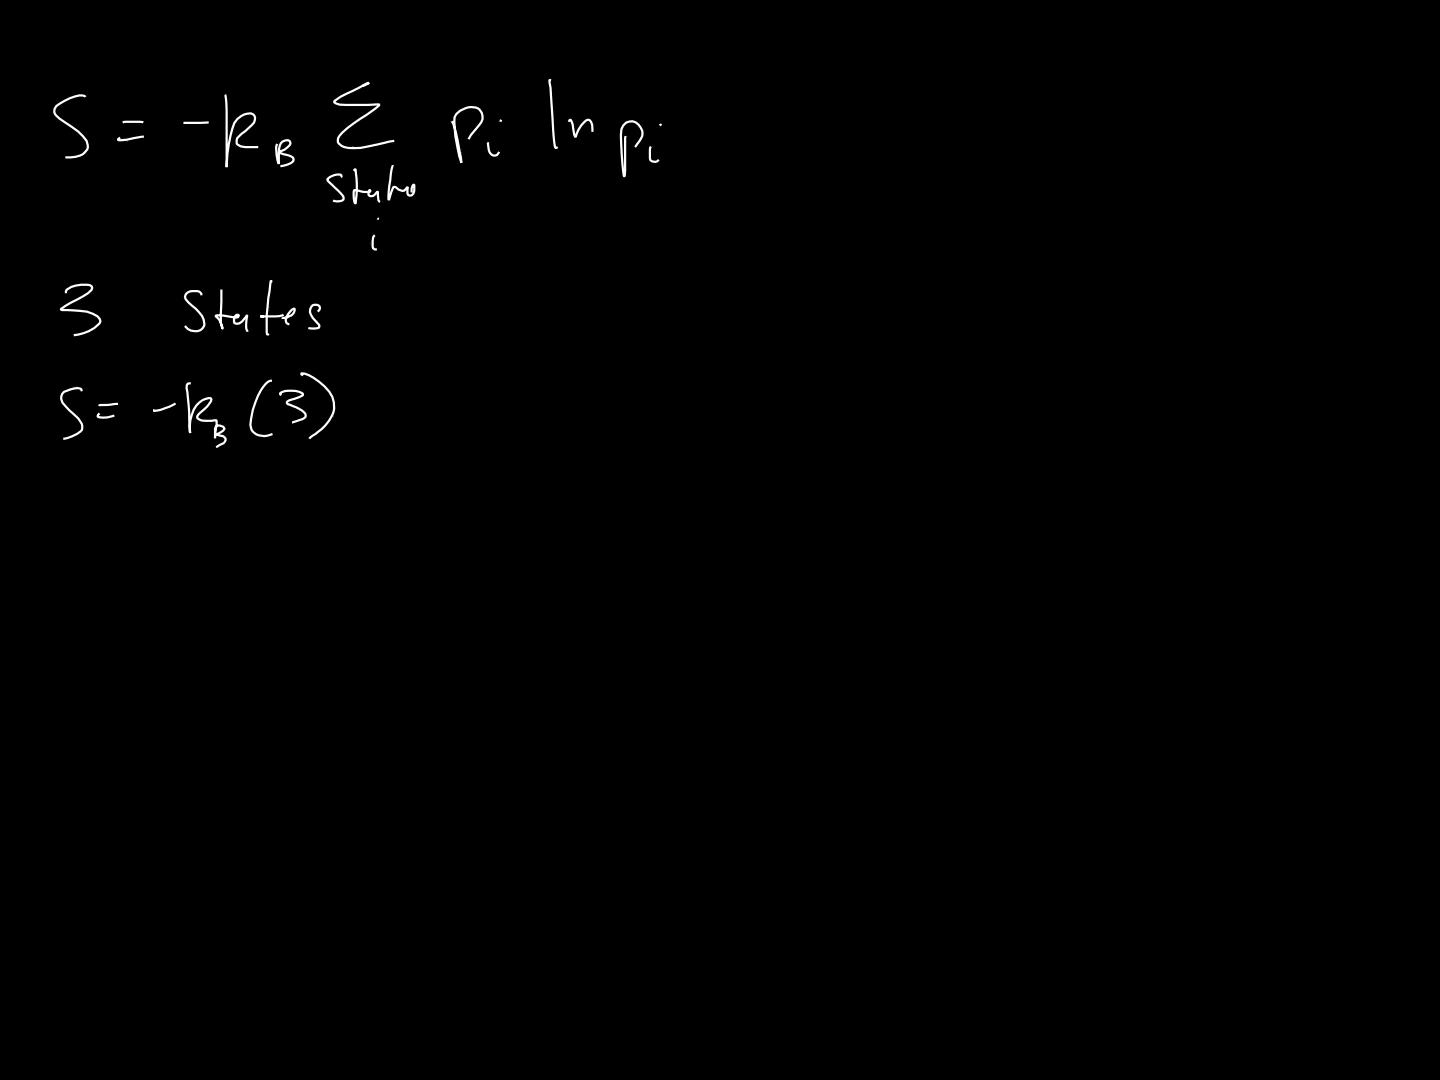 S = -k_B Σ p_i ln p_i
states
i
3 States
S = -k_B (3)